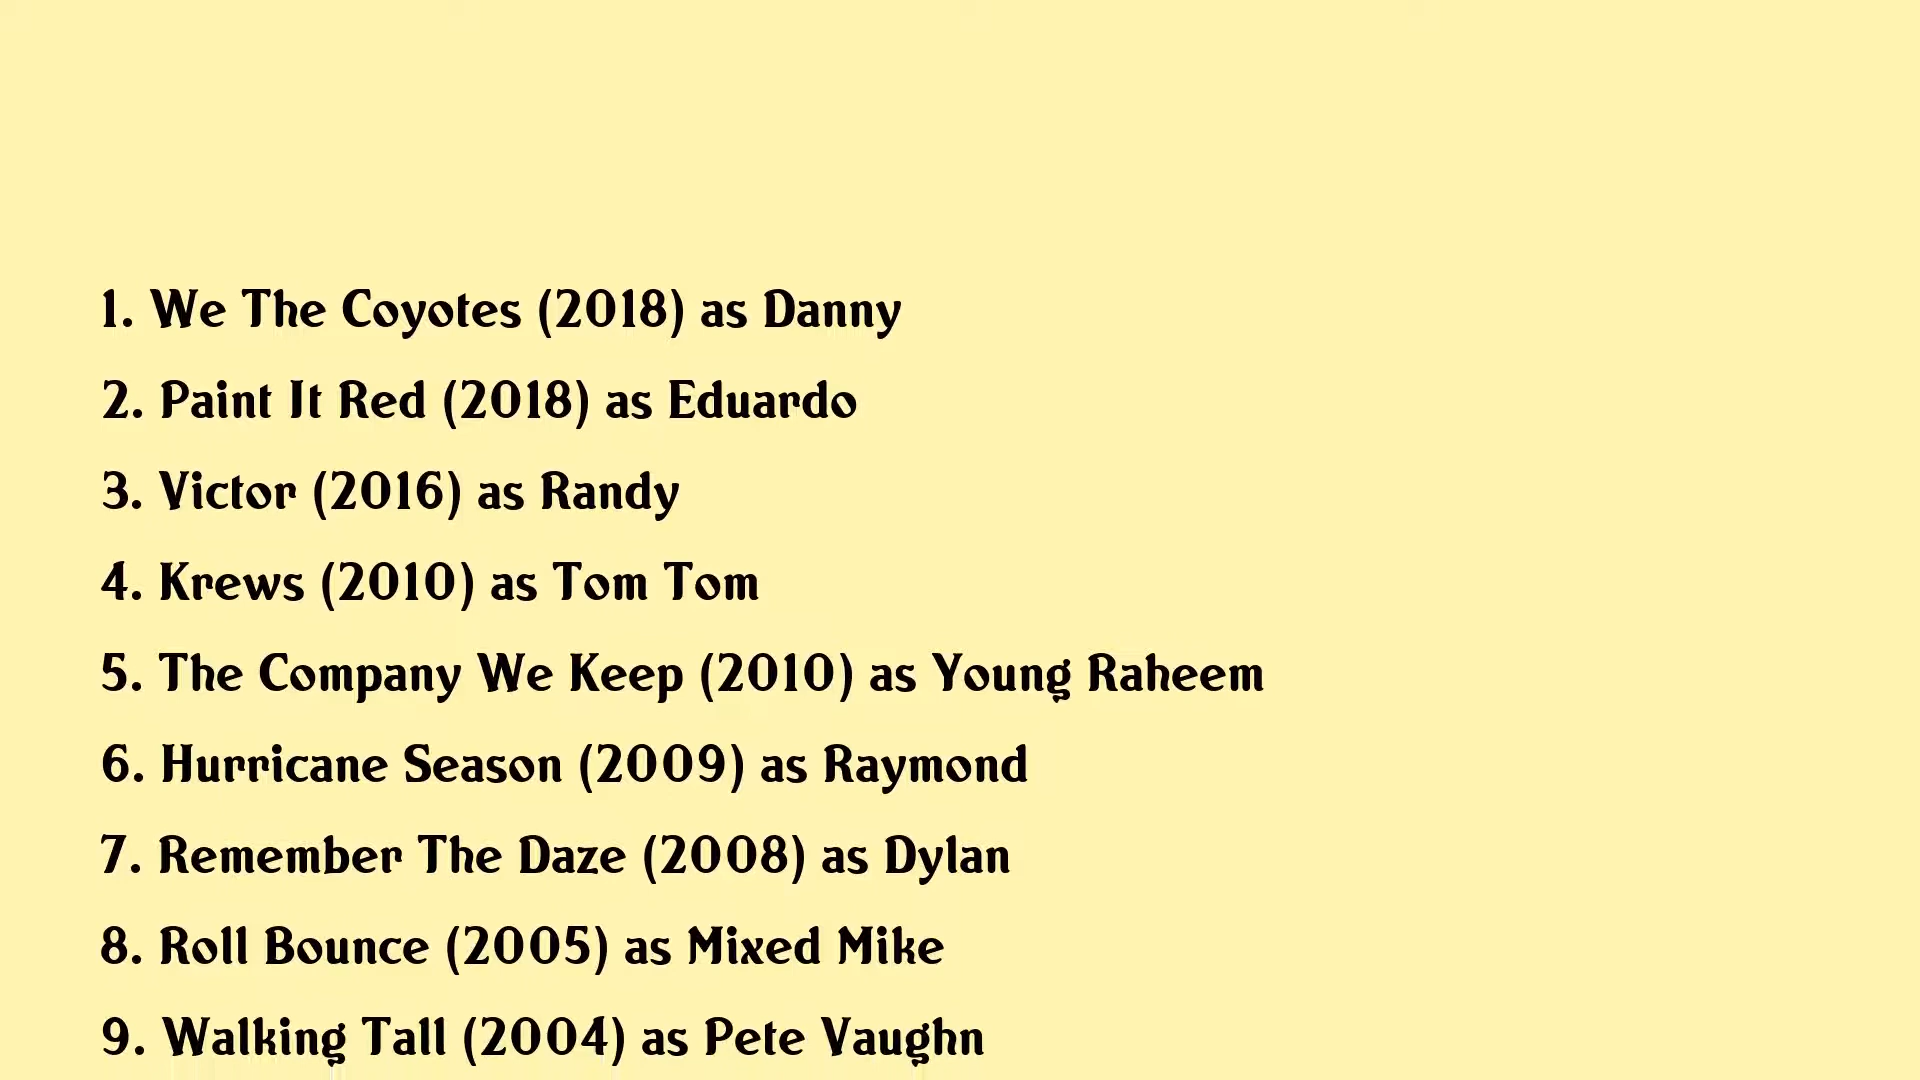 1. We The Coyotes (2018) as Danny
2. Paint It Red (2018) as Eduardo
3. Victor (2016) as Randy
4. Krews (2010) as Tom Tom
5. The Company We Keep (2010) as Young Raheem
6. Hurricane Season (2009) as Raymond
7. Remember The Daze (2008) as Dylan
8. Roll Bounce (2005) as Mixed Mike
9. Walking Tall (2004) as Pete Vaughn